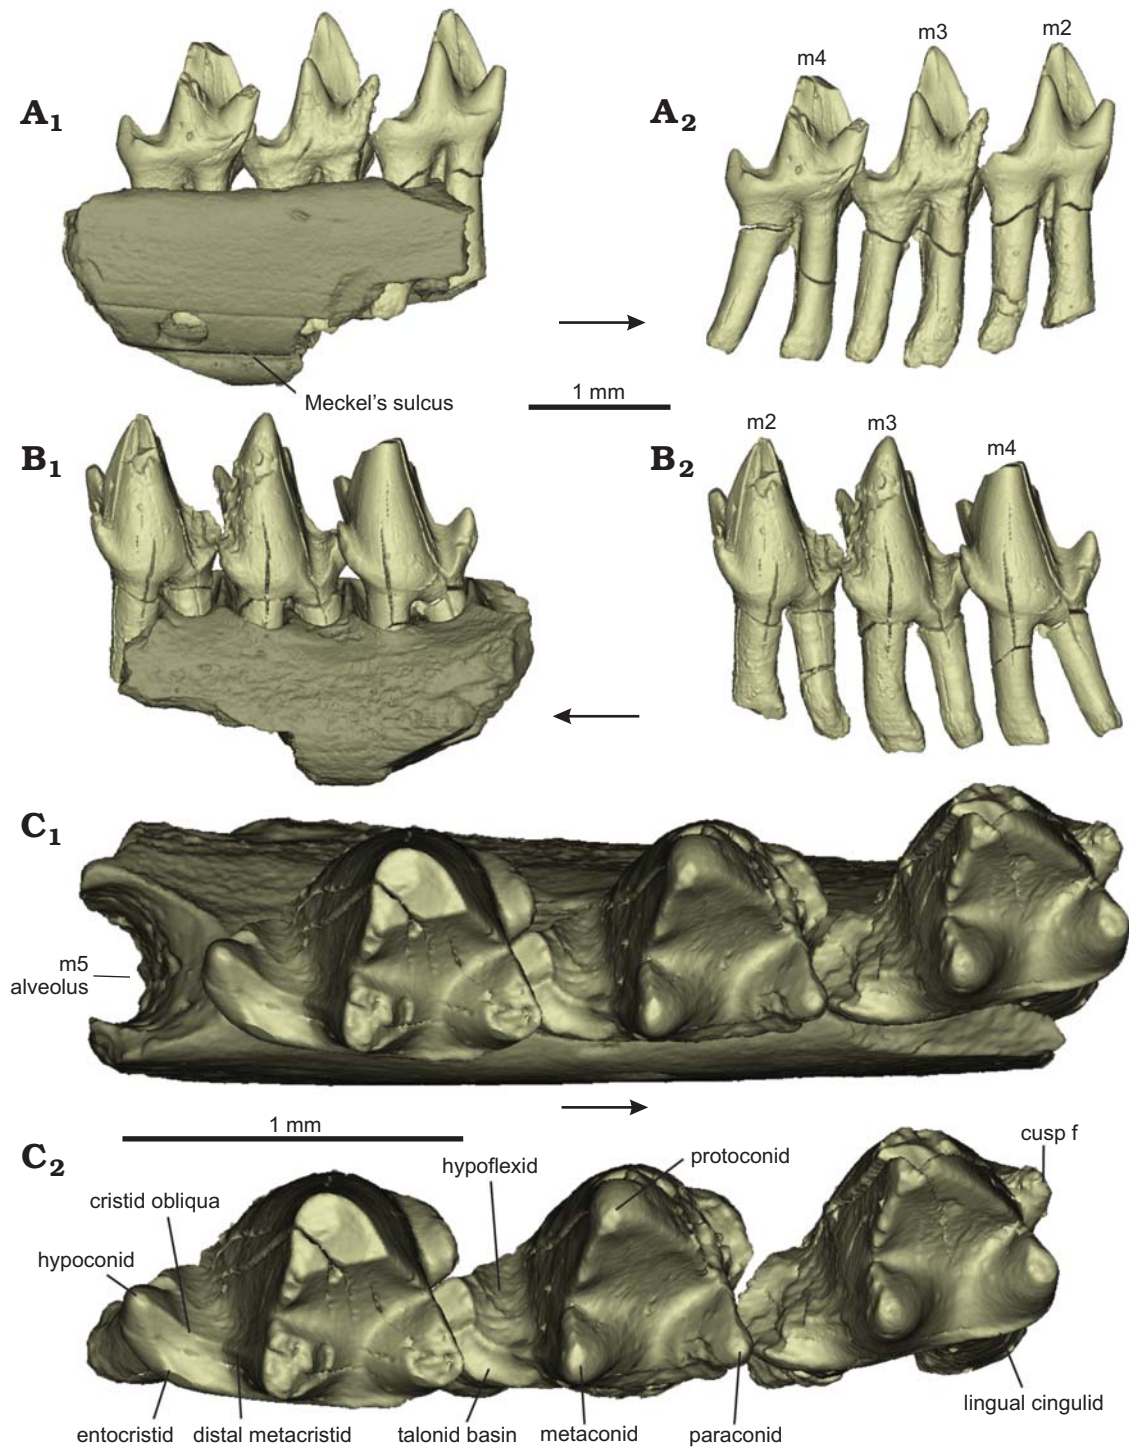 A1
A2
m4
m3
m2
Meckel's sulcus
1 mm
B1
B2
m2
m3
m4
C1
m5
alveolus
1 mm
C2
cusp f
protoconid
hypoflexid
cristid obliqua
hypoconid
entocristid
distal metacristid
talonid basin
metaconid
paraconid
lingual cingulid